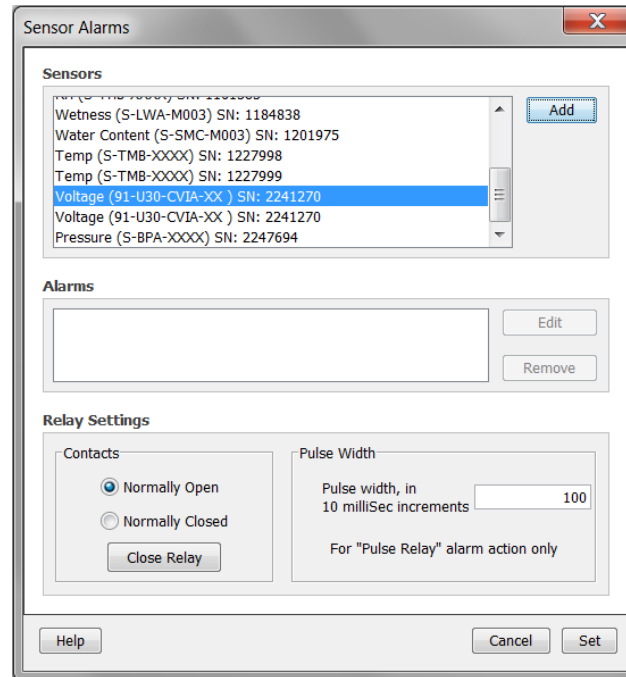 Sensor Alarms
Sensors
Wetness (S-LWA-M003) SN: 1184838
Water Content (S-SMC-M003) SN: 1201975
Temp (S-TMB-XXXX) SN: 1227998
Temp (S-TMB-XXXX) SN: 1227999
Voltage (91-U30-CVIA-XX ) SN: 2241270
Voltage (91-U30-CVIA-XX ) SN: 2241270
Pressure (S-BPA-XXXX) SN: 2247694
Add
Alarms
Edit
Remove
Relay Settings
Contacts
Normally Open
Normally Closed
Close Relay
Pulse Width
Pulse width, in
10 milliSec increments
100
For "Pulse Relay" alarm action only
Help
Cancel
Set